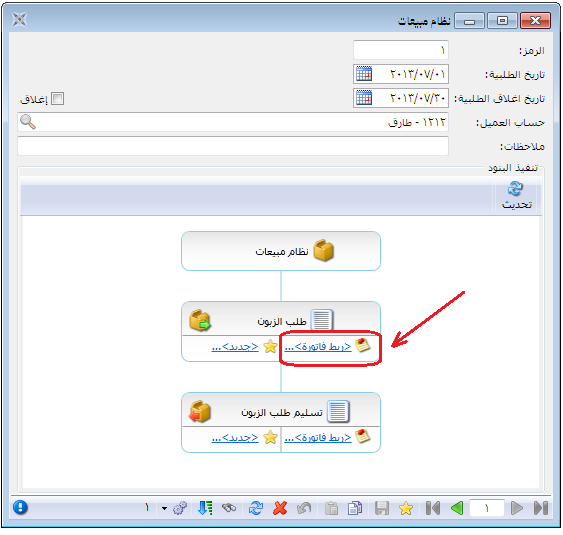 نظام مبيعات
الرمز: ١
تاريخ الطلبية: ٢٠١٣/٠٧/٠١
تاريخ اغلاق الطلبية: ٢٠١٣/٠٧/٣٠ إغلاق
حساب العميل: ١٢١٢ - طارق
ملاحظات:
تنفيذ البنود
تحديث
نظام مبيعات
طلب الزبون
<ربط فاتورة>... <جديد>...
تسليم طلب الزبون
<ربط فاتورة>... <جديد>...
١ ١